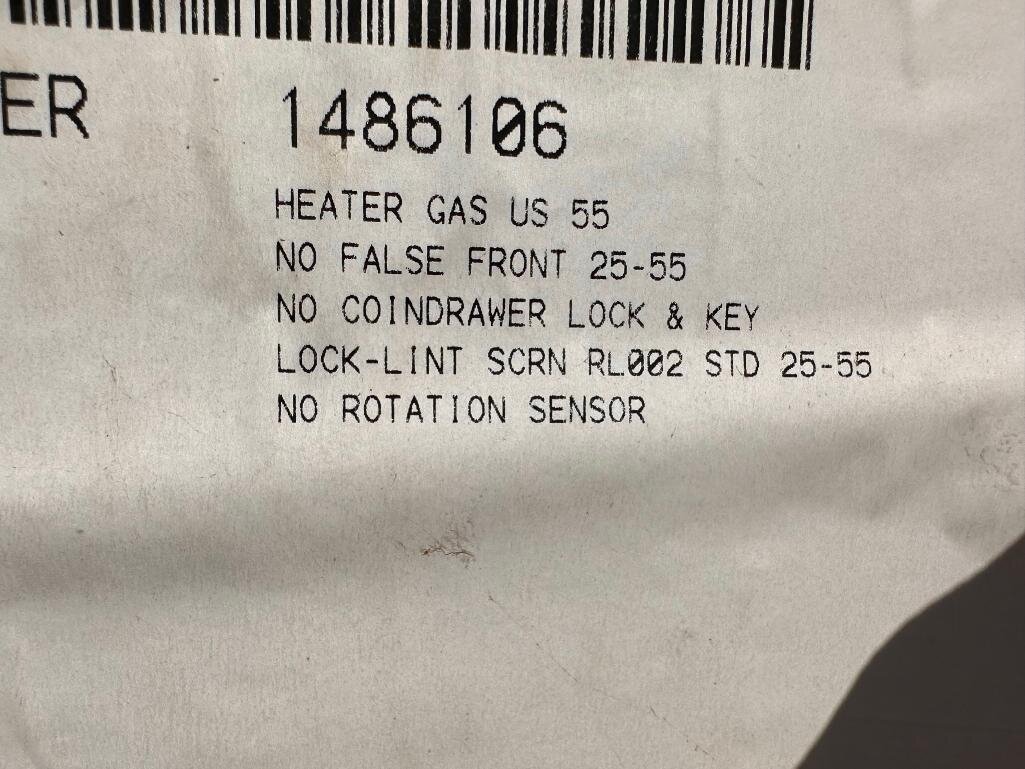 ER 1486106
HEATER GAS US 55
NO FALSE FRONT 25-55
NO COINDRAWER LOCK & KEY
LOCK-LINT SCRN RL002 STD 25-55
NO ROTATION SENSOR